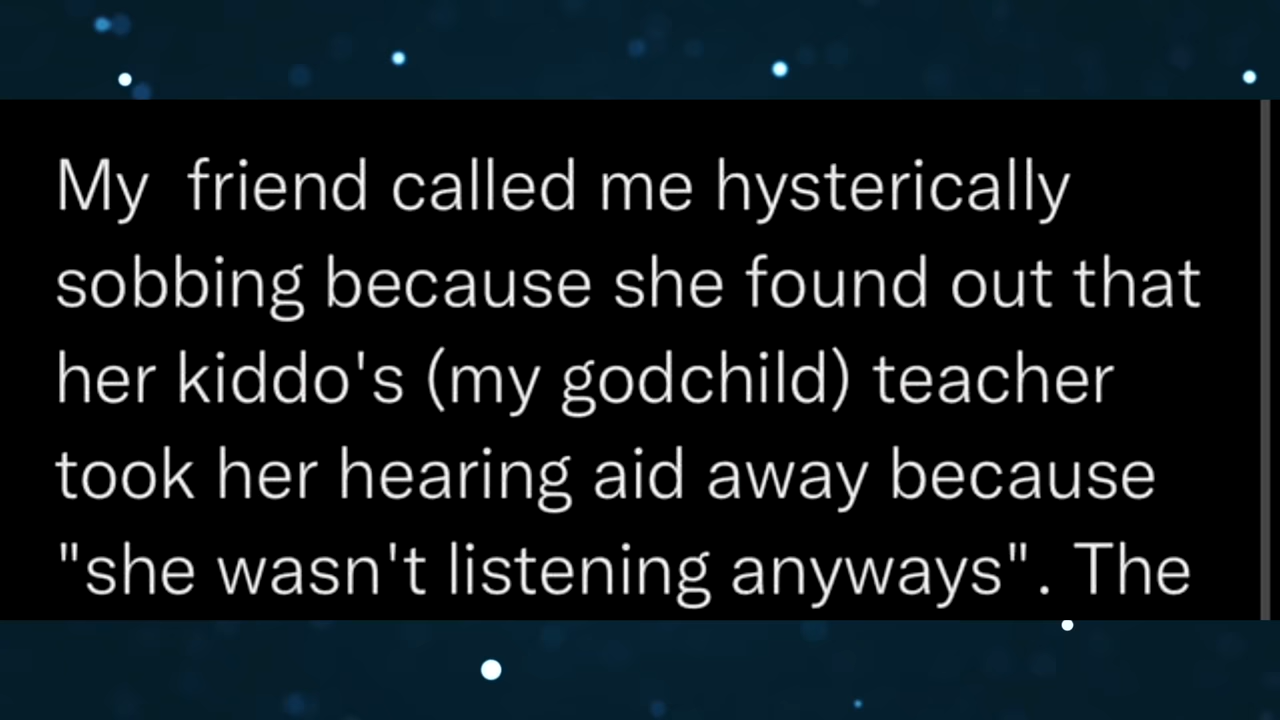 My  friend called me hysterically
sobbing because she found out that
her kiddo's (my godchild) teacher
took her hearing aid away because
"she wasn't listening anyways". The